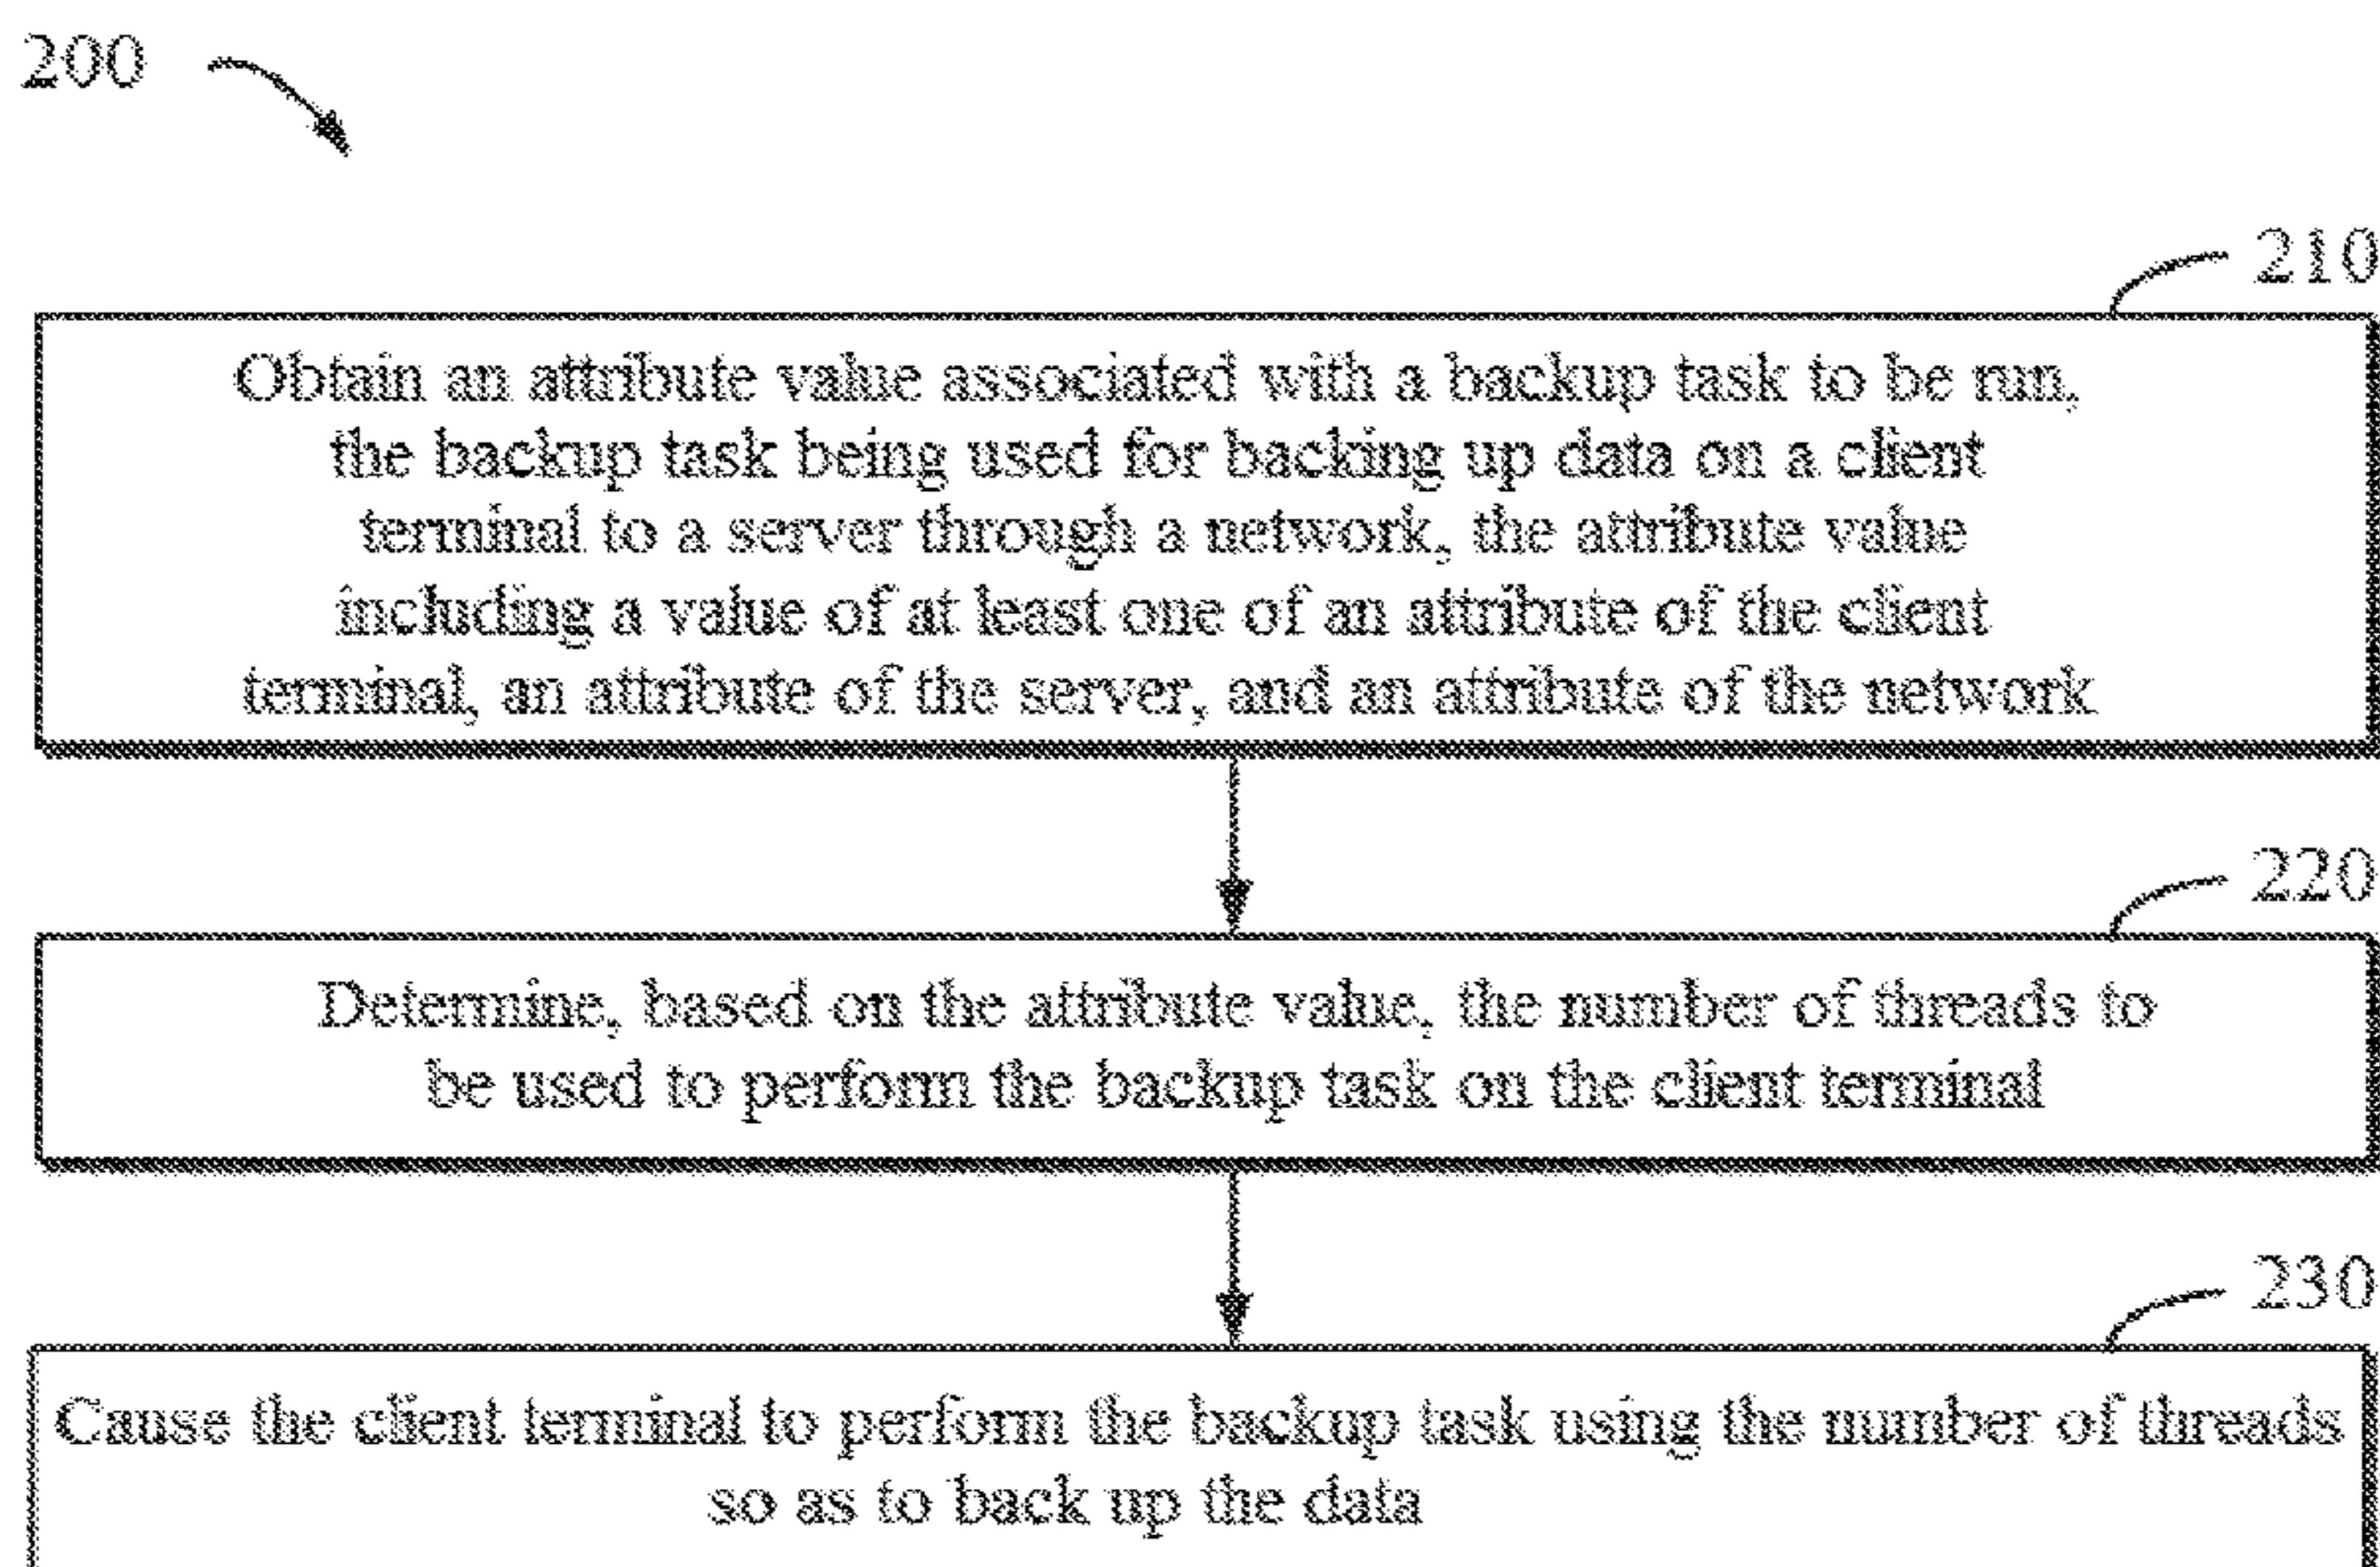 200
210
Obtain an attribute value associated with a backup task to be run,
the backup task being used for backing up data on a client
terminal to a server through a network, the attribute value
including a value of at least one of an attribute of the client
terminal, an attribute of the server, and an attribute of the network
220
Determine, based on the attribute value, the number of threads to
be used to perform the backup task on the client terminal
230
Cause the client terminal to perform the backup task using the number of threads
so as to back up the data